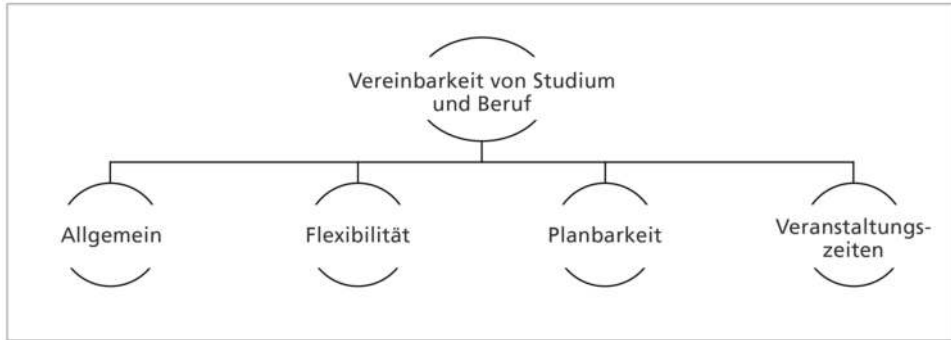 Vereinbarkeit von Studium
und Beruf
Allgemein
Flexibilität
Planbarkeit
Veranstaltungs-
zeiten